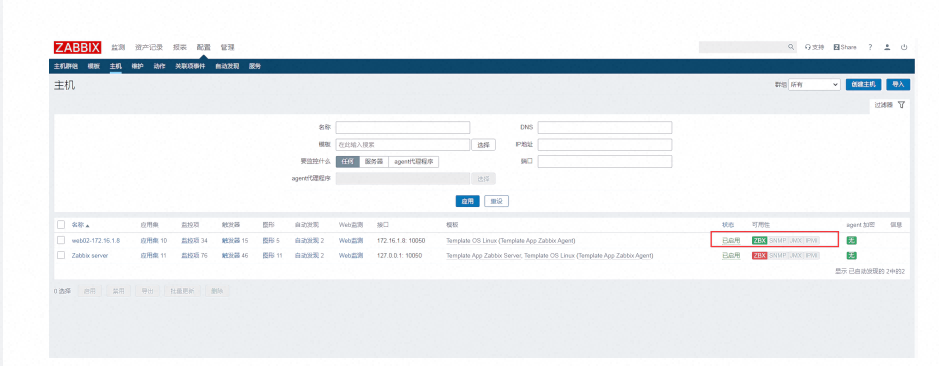 ZABBIX 监测 资产记录 报表 配置 管理 支持 Share ?
主机群组 模板 主机 维护 动作 关联项事件 自动发现 服务
主机 群组 所有 创建主机 导入
过滤器
名称 DNS
模板 在此输入搜索 选择 IP地址
要监控什么 任何 服务器 agent代理程序 端口
agent代理程序 选择
应用 重设
名称 应用集 监控项 触发器 图形 自动发现 Web监测 接口 模板 状态 可用性 agent 加密 信息
web02-172.16.1.8 应用集 10 监控项 34 触发器 15 图形 5 自动发现 2 Web监测 172.16.1.8: 10050 Template OS Linux (Template App Zabbix Agent) 已启用 ZBX SNMP JMX IPMI 无
Zabbix server 应用集 11 监控项 76 触发器 46 图形 11 自动发现 2 Web监测 127.0.0.1: 10050 Template App Zabbix Server, Template OS Linux (Template App Zabbix Agent) 已启用 ZBX SNMP JMX IPMI 无
显示 已自动发现的 2中的2
0 选择 启用 禁用 导出 批量更新 删除